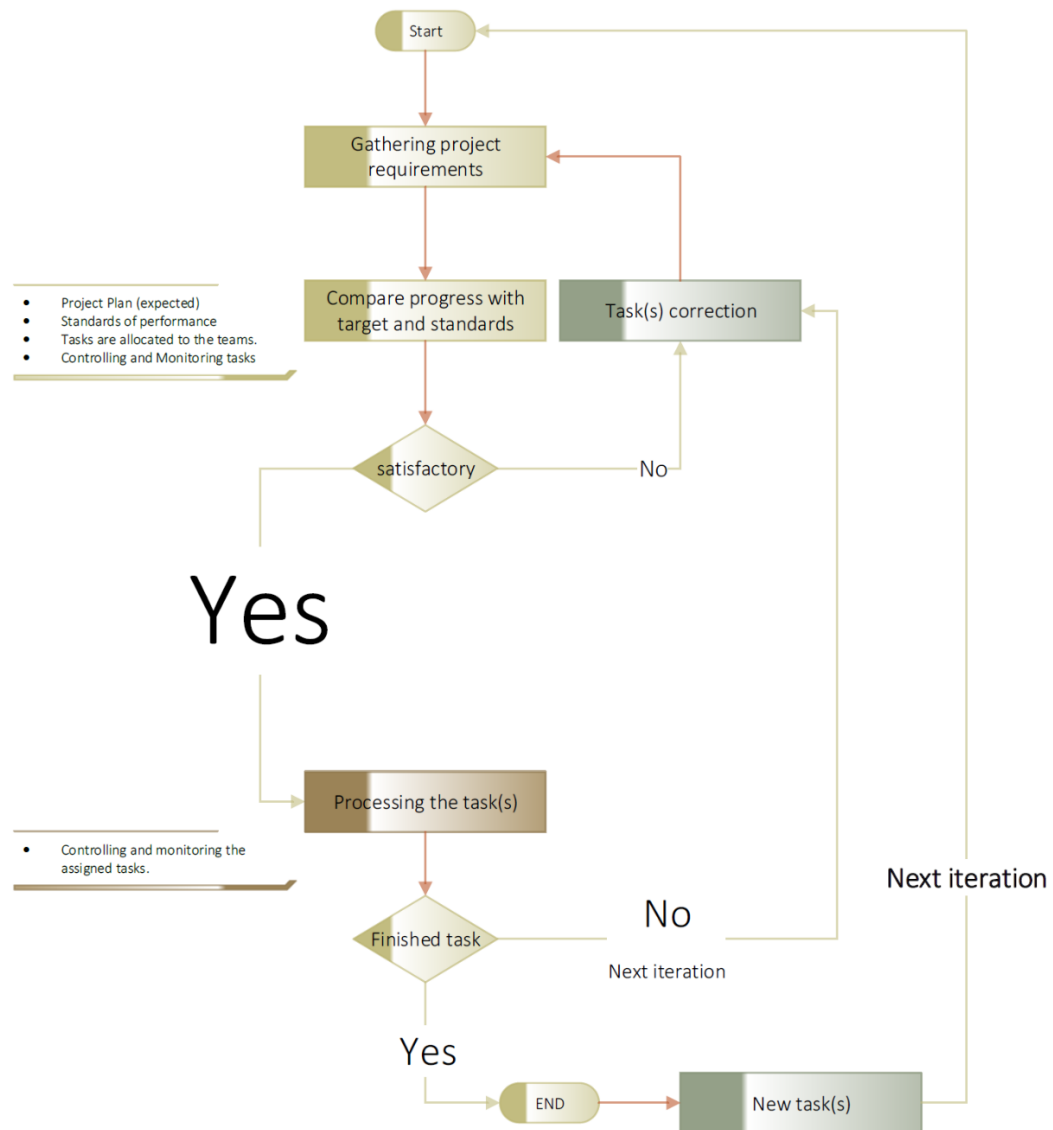 Start
Gathering project
requirements
Compare progress with
target and standards
Task(s) correction
• Project Plan (expected)
• Standards of performance
• Tasks are allocated to the teams.
• Controlling and Monitoring tasks
satisfactory
No
Yes
Processing the task(s)
• Controlling and monitoring the
assigned tasks.
Next iteration
No
Finished task
Next iteration
Yes
END
New task(s)